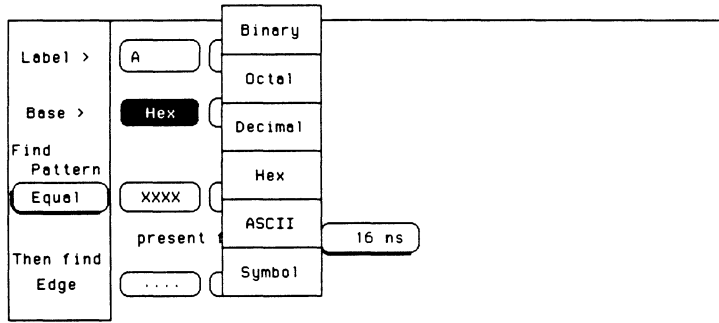 Label >
A
Base >
Hex
Find
Pattern
Equal
XXXX
present
16 ns
Then find
Edge
....
Binary
Octal
Decimal
Hex
ASCII
Symbol